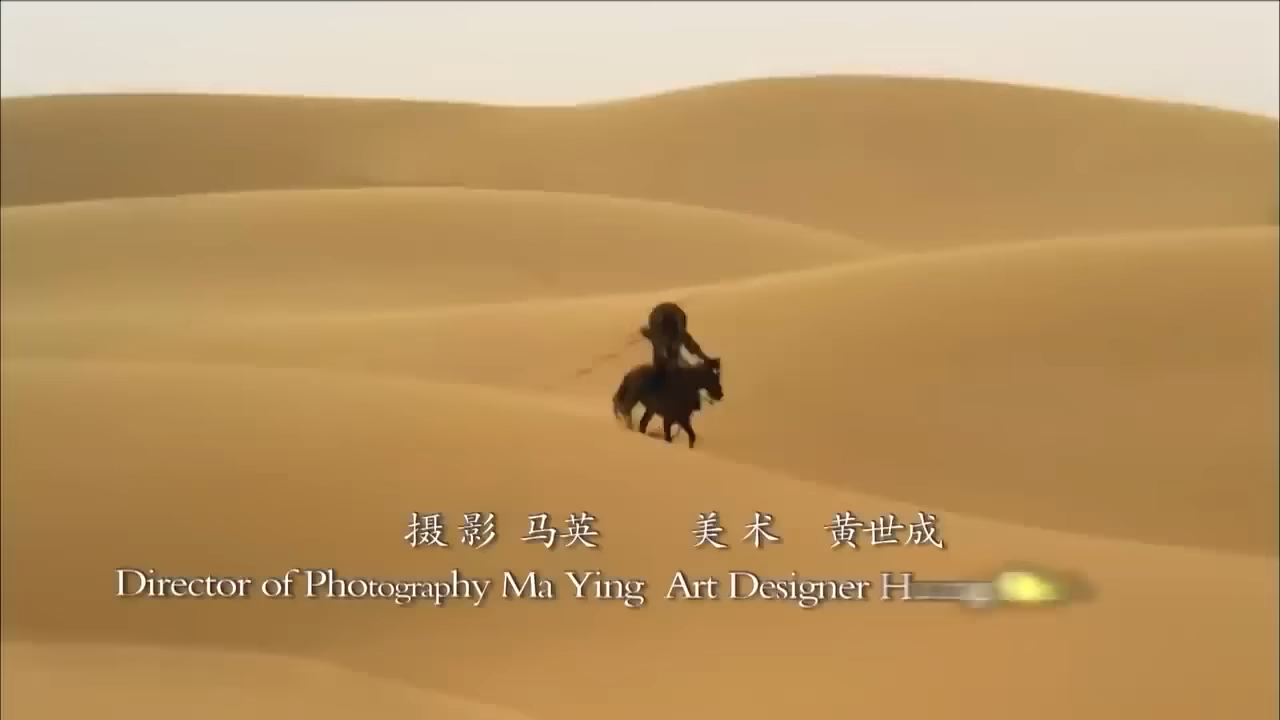 摄影 马英 美术 黄世成
Director of Photography Ma Ying Art Designer H